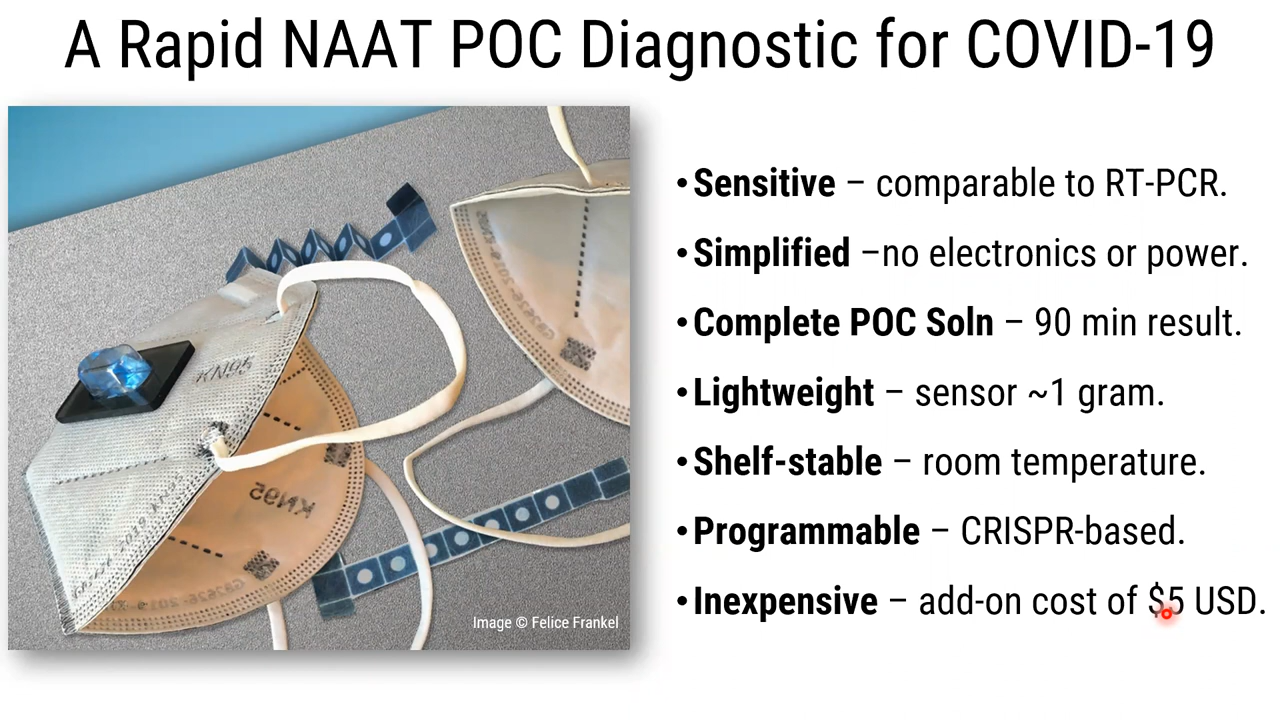 A Rapid NAAT POC Diagnostic for COVID-19
• Sensitive – comparable to RT-PCR.
• Simplified –no electronics or power.
• Complete POC Soln – 90 min result.
• Lightweight – sensor ~1 gram.
• Shelf-stable – room temperature.
• Programmable – CRISPR-based.
• Inexpensive – add-on cost of $5 USD.
KN95
KN95
Image © Felice Frankel